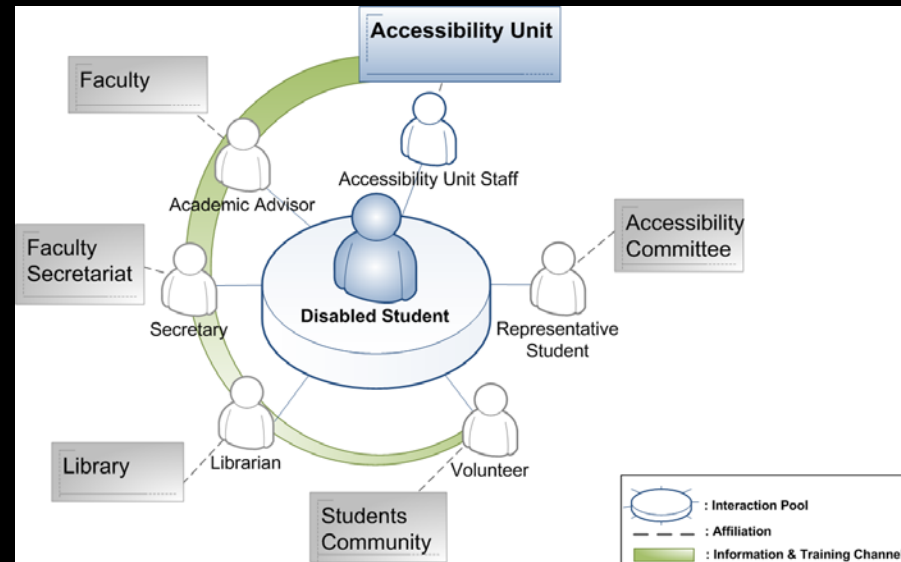 Accessibility Unit
Faculty
Accessibility Unit Staff
Academic Advisor
Accessibility
Committee
Faculty
Secretariat
Disabled Student
Secretary
Representative
Student
Library
Librarian
Volunteer
Students
Community
: Interaction Pool
: Affiliation
: Information & Training Channel